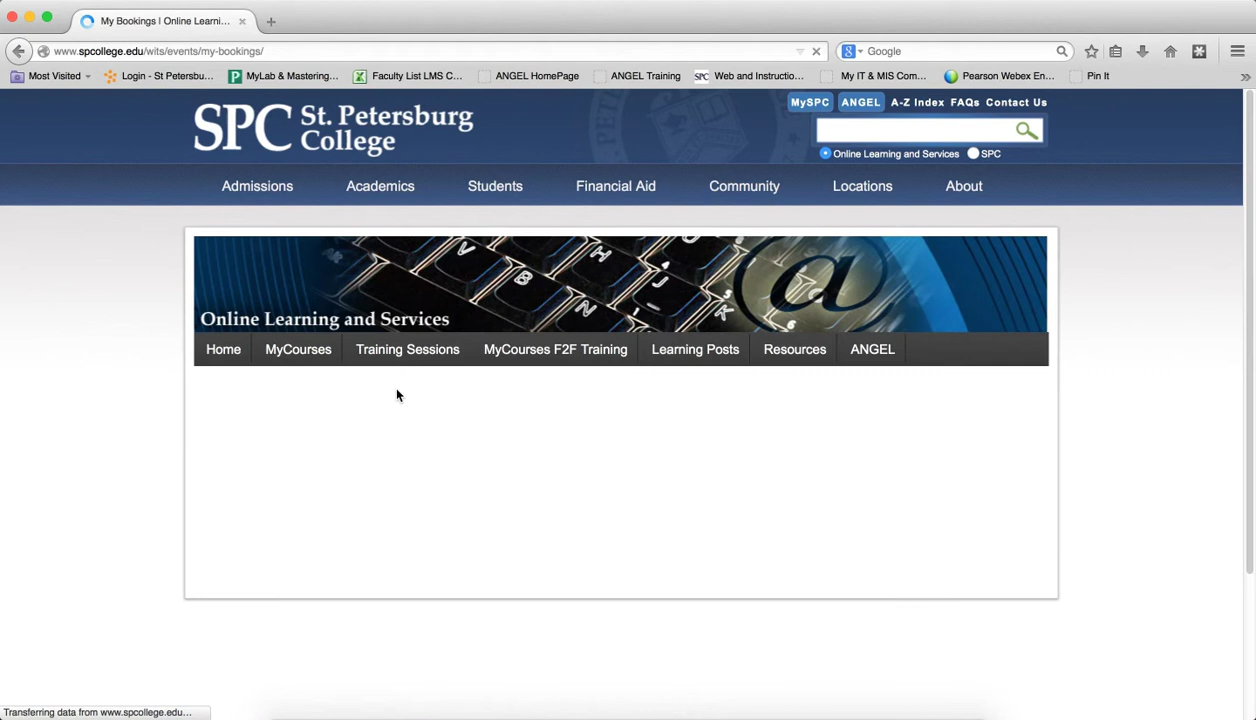 My Bookings | Online Learni...
www.spcollege.edu/wits/events/my-bookings/
Google
Most Visited
Login - St Petersbu...
MyLab & Mastering...
Faculty List LMS C...
ANGEL HomePage
ANGEL Training
SPC Web and Instructio...
My IT & MIS Com...
Pearson Webex En...
Pin It
SPC St. Petersburg
College
MySPC ANGEL A-Z Index FAQs Contact Us
Online Learning and Services SPC
Admissions Academics Students Financial Aid Community Locations About
V H B J N K @
Online Learning and Services
Home MyCourses Training Sessions MyCourses F2F Training Learning Posts Resources ANGEL
Transferring data from www.spcollege.edu...